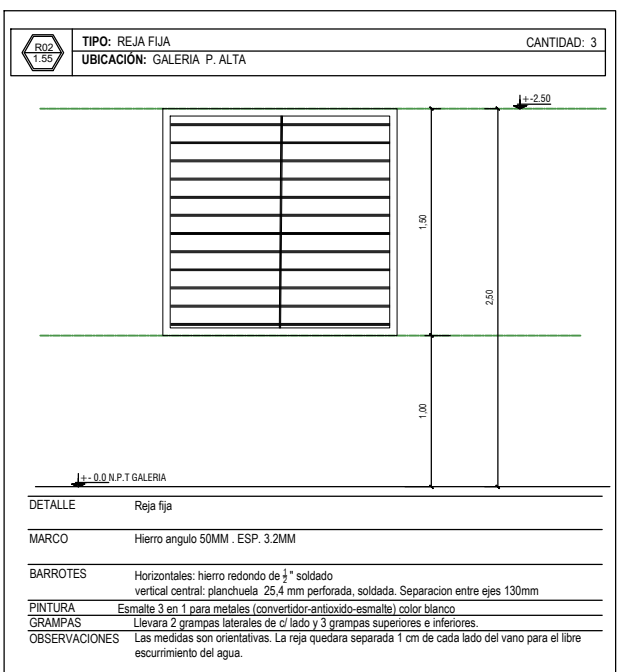 R02
1.55
TIPO: REJA FIJA
CANTIDAD: 3
UBICACIÓN: GALERIA P. ALTA
+-2.50
1.50
2.50
1.00
+- 0.0 N.P.T GALERIA
DETALLE Reja fija
MARCO Hierro angulo 50MM . ESP. 3.2MM
BARROTES Horizontales: hierro redondo de 1/2" soldado
vertical central: planchuela 25,4 mm perforada, soldada. Separacion entre ejes 130mm
PINTURA Esmalte 3 en 1 para metales (convertidor-antioxido-esmalte) color blanco
GRAMPAS Llevara 2 grampas laterales de c/ lado y 3 grampas superiores e inferiores.
OBSERVACIONES Las medidas son orientativas. La reja quedara separada 1 cm de cada lado del vano para el libre
escurrimiento del agua.